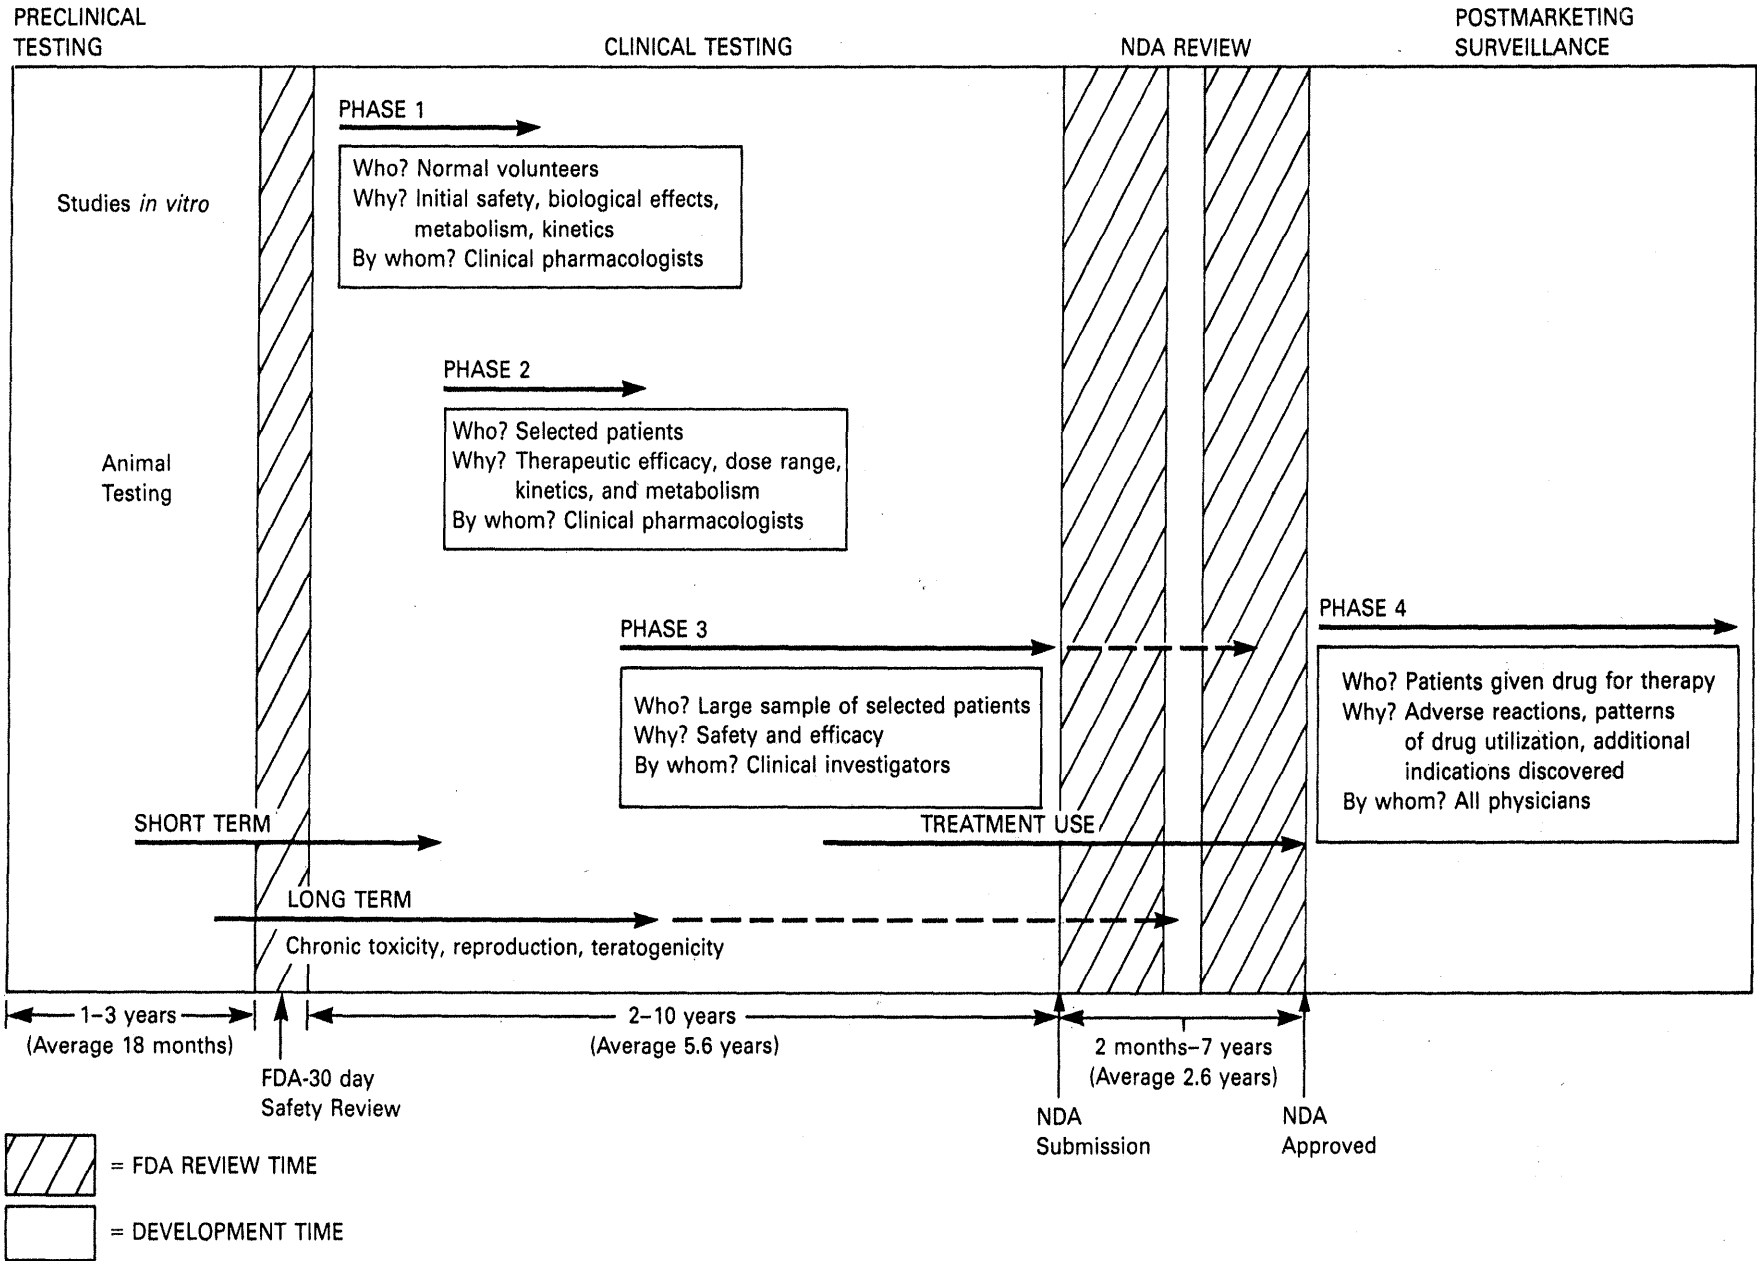 PRECLINICAL
TESTING
CLINICAL TESTING
NDA REVIEW
POSTMARKETING
SURVEILLANCE
PHASE 1
Who? Normal volunteers
Why? Initial safety, biological effects,
metabolism, kinetics
By whom? Clinical pharmacologists
Studies in vitro
PHASE 2
Who? Selected patients
Why? Therapeutic efficacy, dose range,
kinetics, and metabolism
By whom? Clinical pharmacologists
Animal
Testing
PHASE 3
Who? Large sample of selected patients
Why? Safety and efficacy
By whom? Clinical investigators
PHASE 4
Who? Patients given drug for therapy
Why? Adverse reactions, patterns
of drug utilization, additional
indications discovered
By whom? All physicians
SHORT TERM
TREATMENT USE
LONG TERM
Chronic toxicity, reproduction, teratogenicity
1–3 years
(Average 18 months)
FDA-30 day
Safety Review
2–10 years
(Average 5.6 years)
2 months–7 years
(Average 2.6 years)
NDA
Submission
NDA
Approved
= FDA REVIEW TIME
= DEVELOPMENT TIME